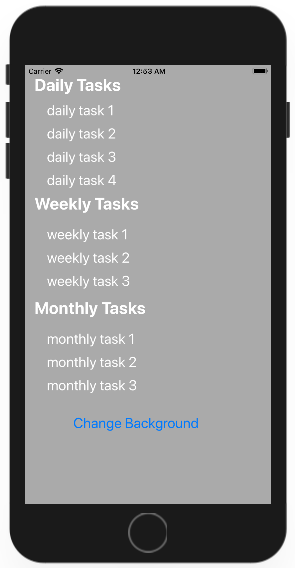 Carrier 12:53 AM
Daily Tasks
daily task 1
daily task 2
daily task 3
daily task 4
Weekly Tasks
weekly task 1
weekly task 2
weekly task 3
Monthly Tasks
monthly task 1
monthly task 2
monthly task 3
Change Background